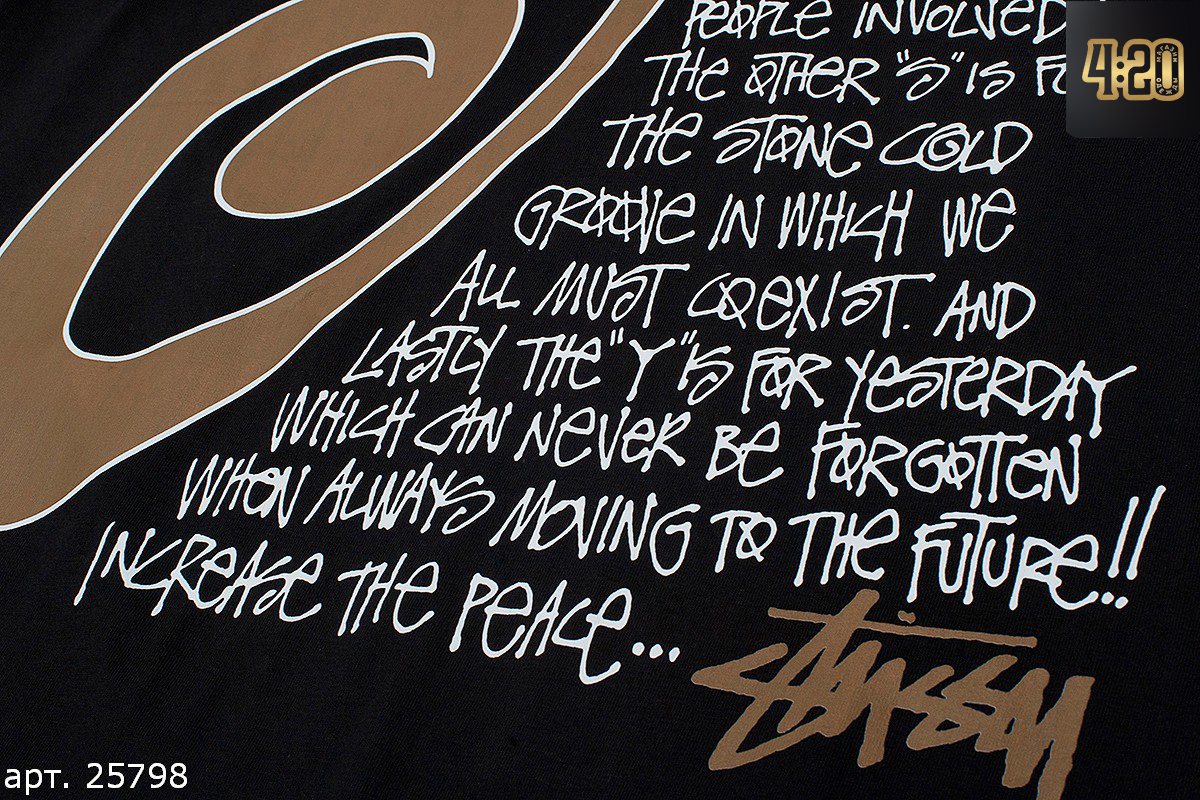 PEOPLE INVOLVED
THE OTHER "S" IS FO
THE STONE COLD
GROOVE IN WHICH WE
ALL MUST COEXIST. AND
LASTLY THE "Y" IS FOR YESTERDAY
WHICH CAN NEVER BE FORGOTTEN
WHEN ALWAYS MOVING TO THE FUTURE!!
INCREASE THE PEACE...
STÜSSY
4:20
арт. 25798